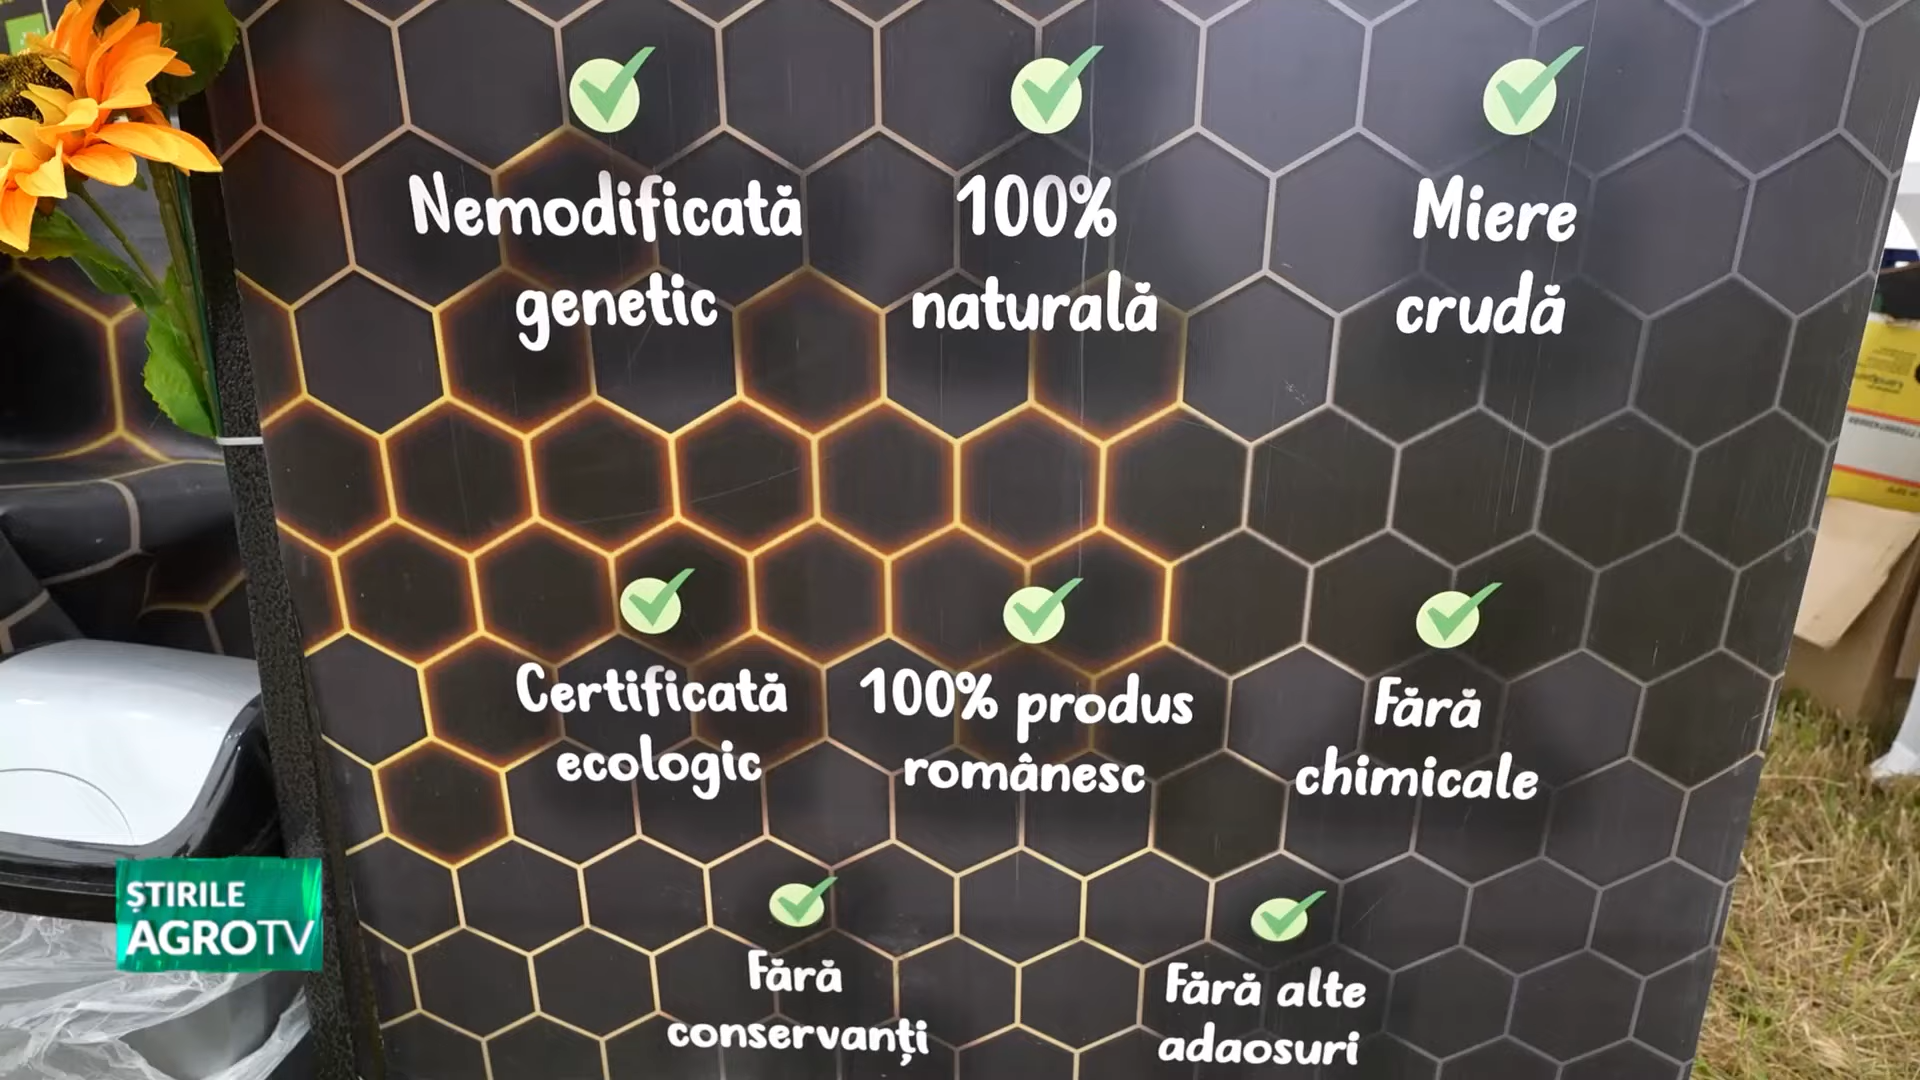 Nemodificată
genetic
100%
naturală
Miere
crudă
Certificată
ecologic
100% produs
românesc
Fără
chimicale
Fără
conservanți
Fără alte
adaosuri
ȘTIRILE
AGROTV